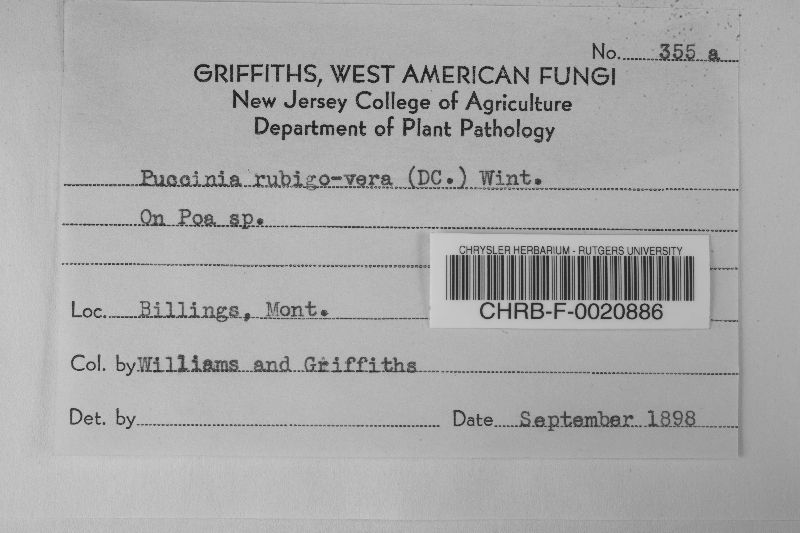 No. 355 a
GRIFFITHS, WEST AMERICAN FUNGI
New Jersey College of Agriculture
Department of Plant Pathology
Puccinia rubigo-vera (DC.) Wint.
On Poa sp.
CHRYSLER HERBARIUM - RUTGERS UNIVERSITY
CHRB-F-0020886
Loc. Billings, Mont.
Col. by Williams and Griffiths
Det. by Date September 1898